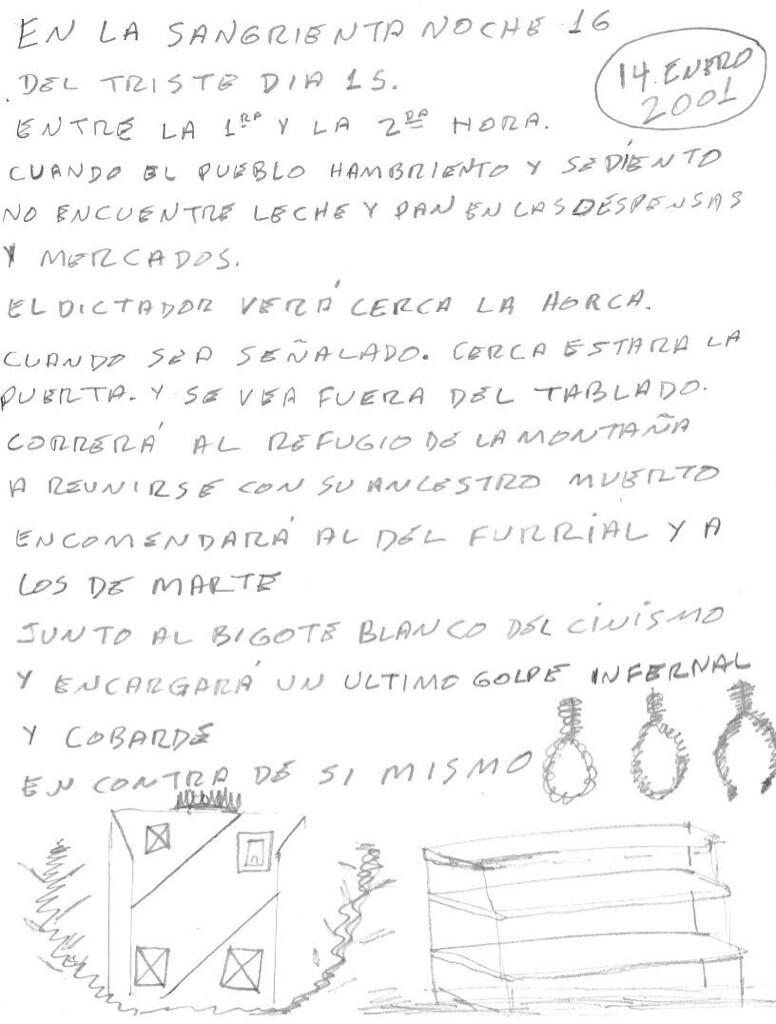 EN LA SANGRIENTA NOCHE 16
DEL TRISTE DIA 15.
14. ENERO
2001
ENTRE LA 1RA Y LA 2DA HORA.
CUANDO EL PUEBLO HAMBRIENTO Y SEDIENTO
NO ENCUENTRE LECHE Y PAN EN LAS DESPENSAS
Y MERCADOS.
EL DICTADOR VERÁ CERCA LA HORCA.
CUANDO SEA SEÑALADO. CERCA ESTARA LA
PUERTA. Y SE VEA FUERA DEL TABLADO.
CORRERÁ AL REFUGIO DE LA MONTAÑA
A REUNIRSE CON SU ANCESTRO MUERTO
ENCOMENDARÁ AL DEL FURRIAL Y A
LOS DE MARTE
JUNTO AL BIGOTE BLANCO DEL CINISMO
Y ENCARGARÁ UN ULTIMO GOLPE INFERNAL
Y COBARDE
EN CONTRA DE SI MISMO